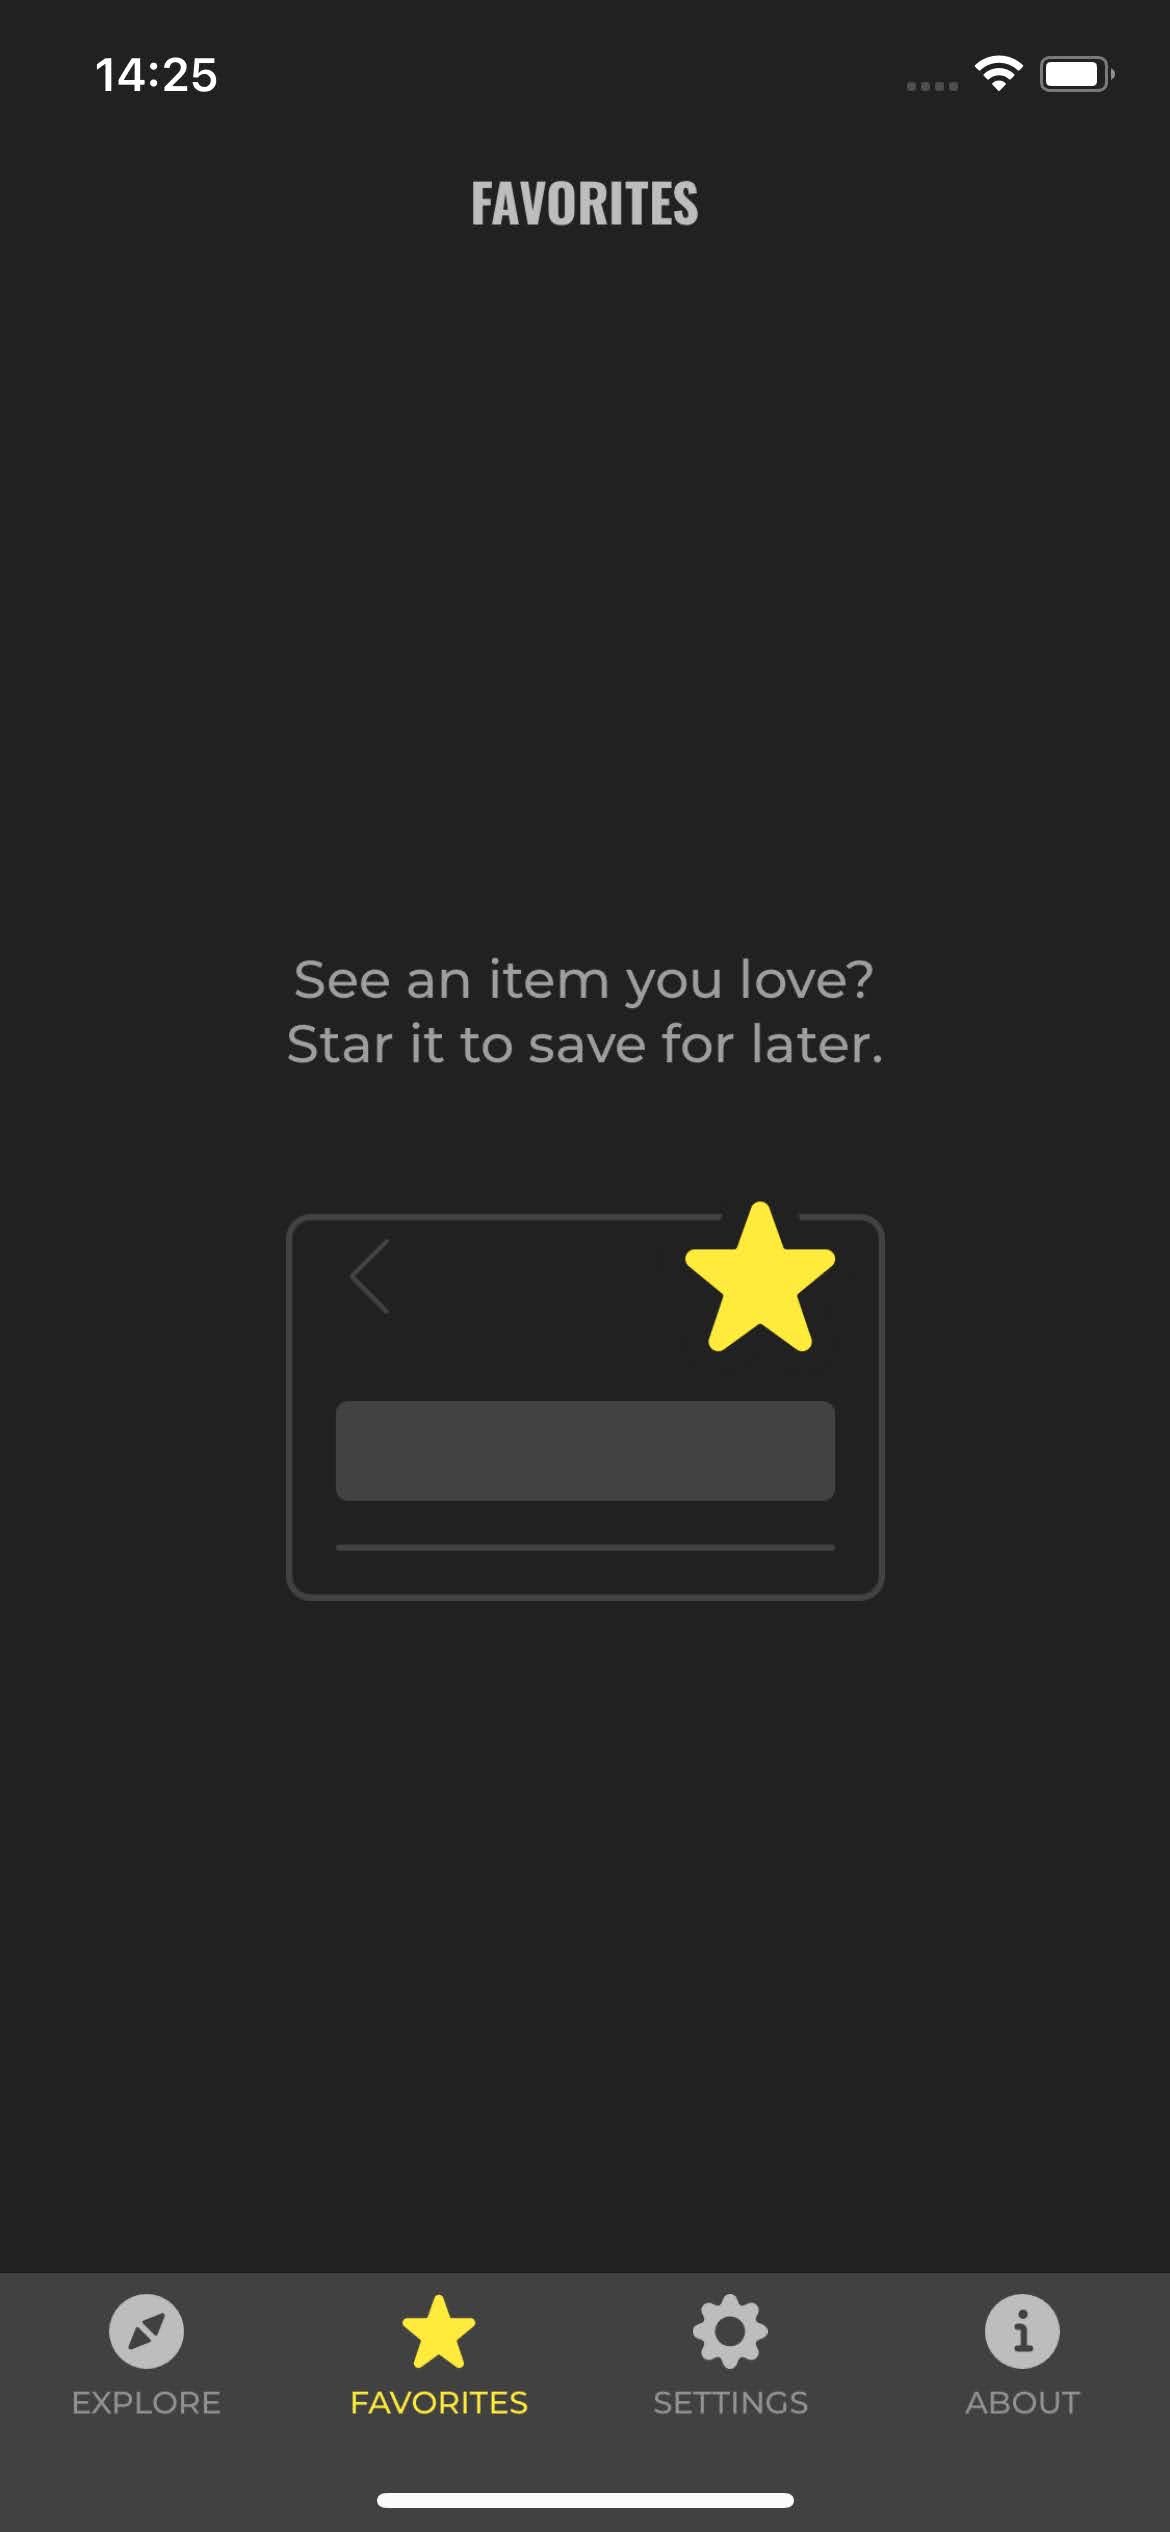 14:25
FAVORITES
See an item you love?
Star it to save for later.
EXPLORE
FAVORITES
SETTINGS
ABOUT